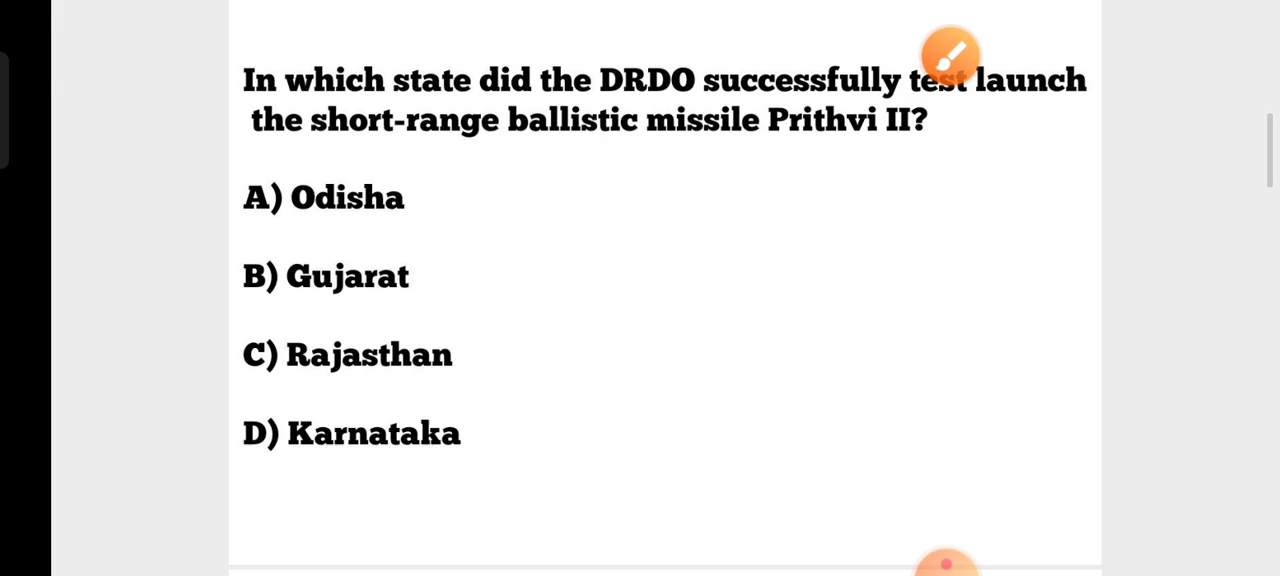 In which state did the DRDO successfully test launch
the short-range ballistic missile Prithvi II?
A) Odisha
B) Gujarat
C) Rajasthan
D) Karnataka